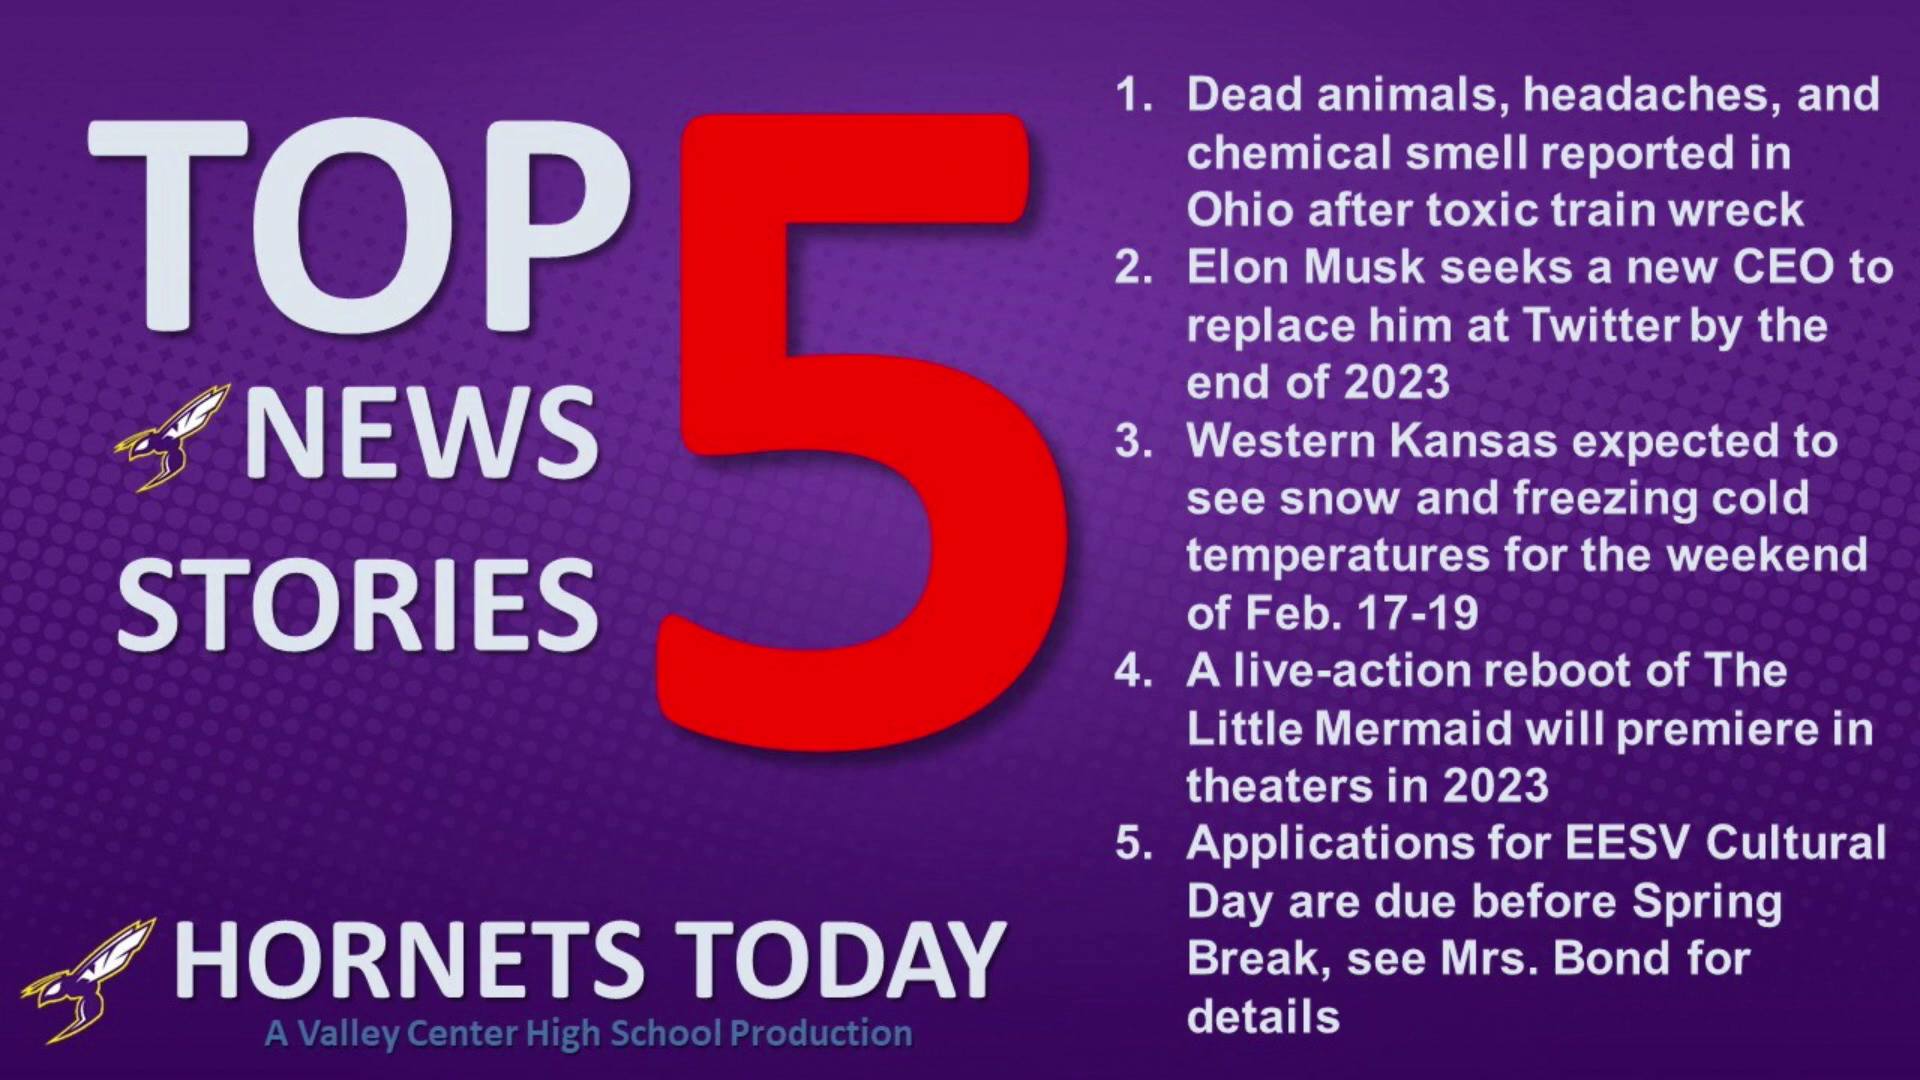 TOP 5
NEWS
STORIES
HORNETS TODAY
A Valley Center High School Production
1. Dead animals, headaches, and
chemical smell reported in
Ohio after toxic train wreck
2. Elon Musk seeks a new CEO to
replace him at Twitter by the
end of 2023
3. Western Kansas expected to
see snow and freezing cold
temperatures for the weekend
of Feb. 17-19
4. A live-action reboot of The
Little Mermaid will premiere in
theaters in 2023
5. Applications for EESV Cultural
Day are due before Spring
Break, see Mrs. Bond for
details